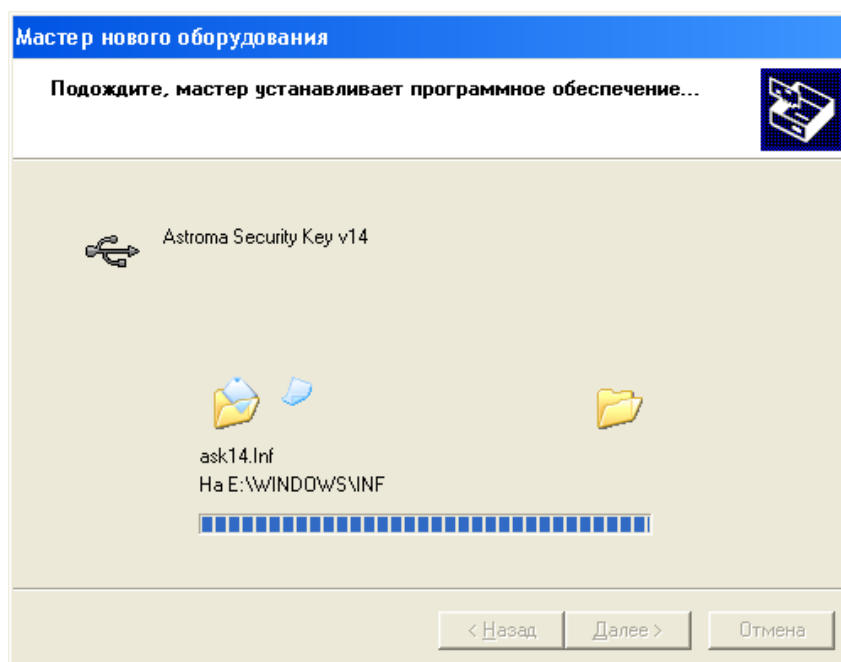 Мастер нового оборудования
Подождите, мастер устанавливает программное обеспечение...
Astroma Security Key v14
ask14.Inf
На E:\WINDOWS\INF
< Назад
Далее >
Отмена